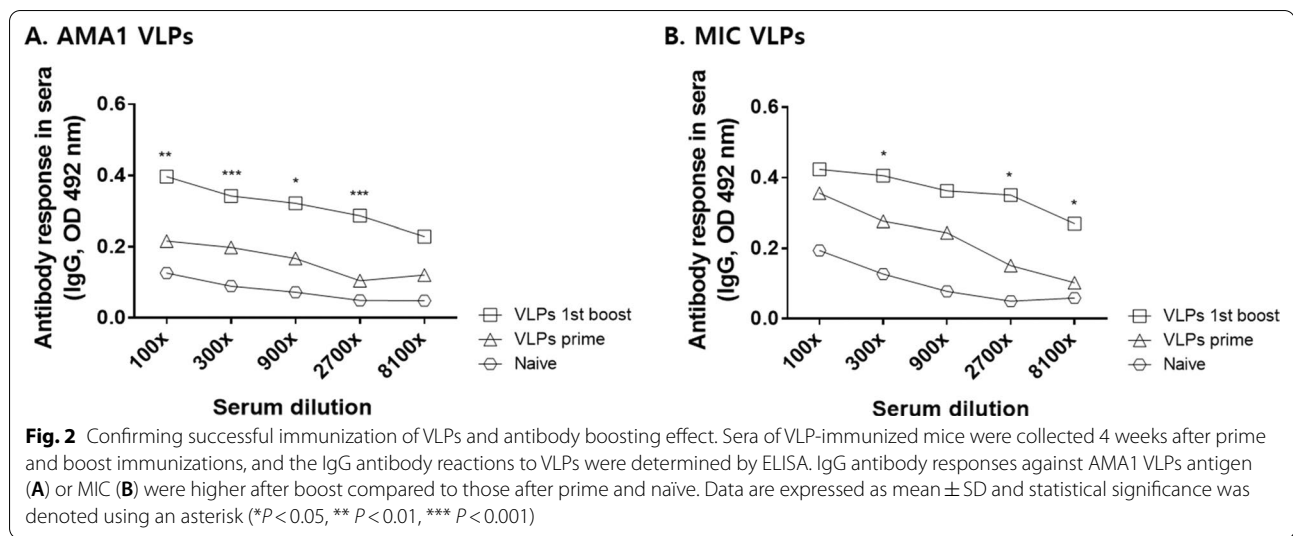 A. AMA1 VLPs
Antibody response in sera
(IgG, OD 492 nm)
0.6
0.4
0.2
0.0
**
***
*
***
100x
300x
900x
2700x
8100x
Serum dilution
VLPs 1st boost
VLPs prime
Naive
B. MIC VLPs
Antibody response in sera
(IgG, OD 492 nm)
0.6
0.4
0.2
0.0
*
*
*
100x
300x
900x
2700x
8100x
Serum dilution
VLPs 1st boost
VLPs prime
Naive
Fig. 2 Confirming successful immunization of VLPs and antibody boosting effect. Sera of VLP-immunized mice were collected 4 weeks after prime
and boost immunizations, and the IgG antibody reactions to VLPs were determined by ELISA. IgG antibody responses against AMA1 VLPs antigen
(A) or MIC (B) were higher after boost compared to those after prime and naïve. Data are expressed as mean ± SD and statistical significance was
denoted using an asterisk (*P < 0.05, ** P < 0.01, *** P < 0.001)